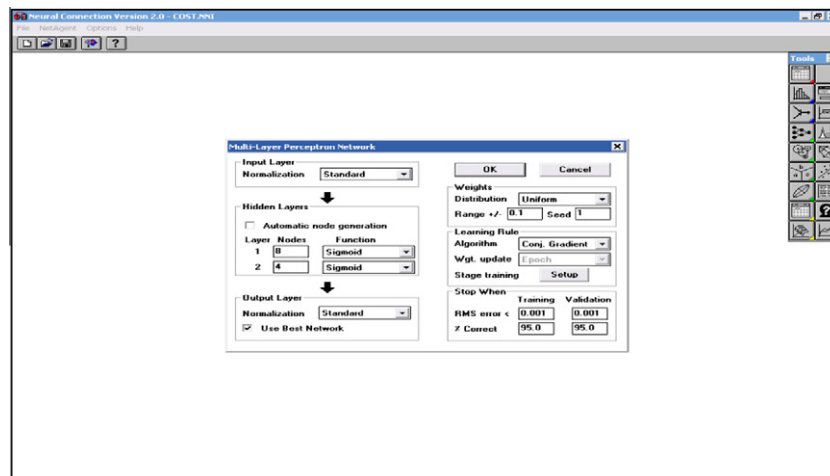 Neural Connection Version 2.0 - COST.NNI
File NetAgent Options Help
Tools
Multi-Layer Perceptron Network
Input Layer
Normalization Standard
Hidden Layers
Automatic node generation
Layer Nodes Function
1 8 Sigmoid
2 4 Sigmoid
Output Layer
Normalization Standard
Use Best Network
OK Cancel
Weights
Distribution Uniform
Range +/- 0.1 Seed 1
Learning Rule
Algorithm Conj. Gradient
Wgt. update Epoch
Stage training Setup
Stop When
Training Validation
RMS error < 0.001 0.001
% Correct 95.0 95.0